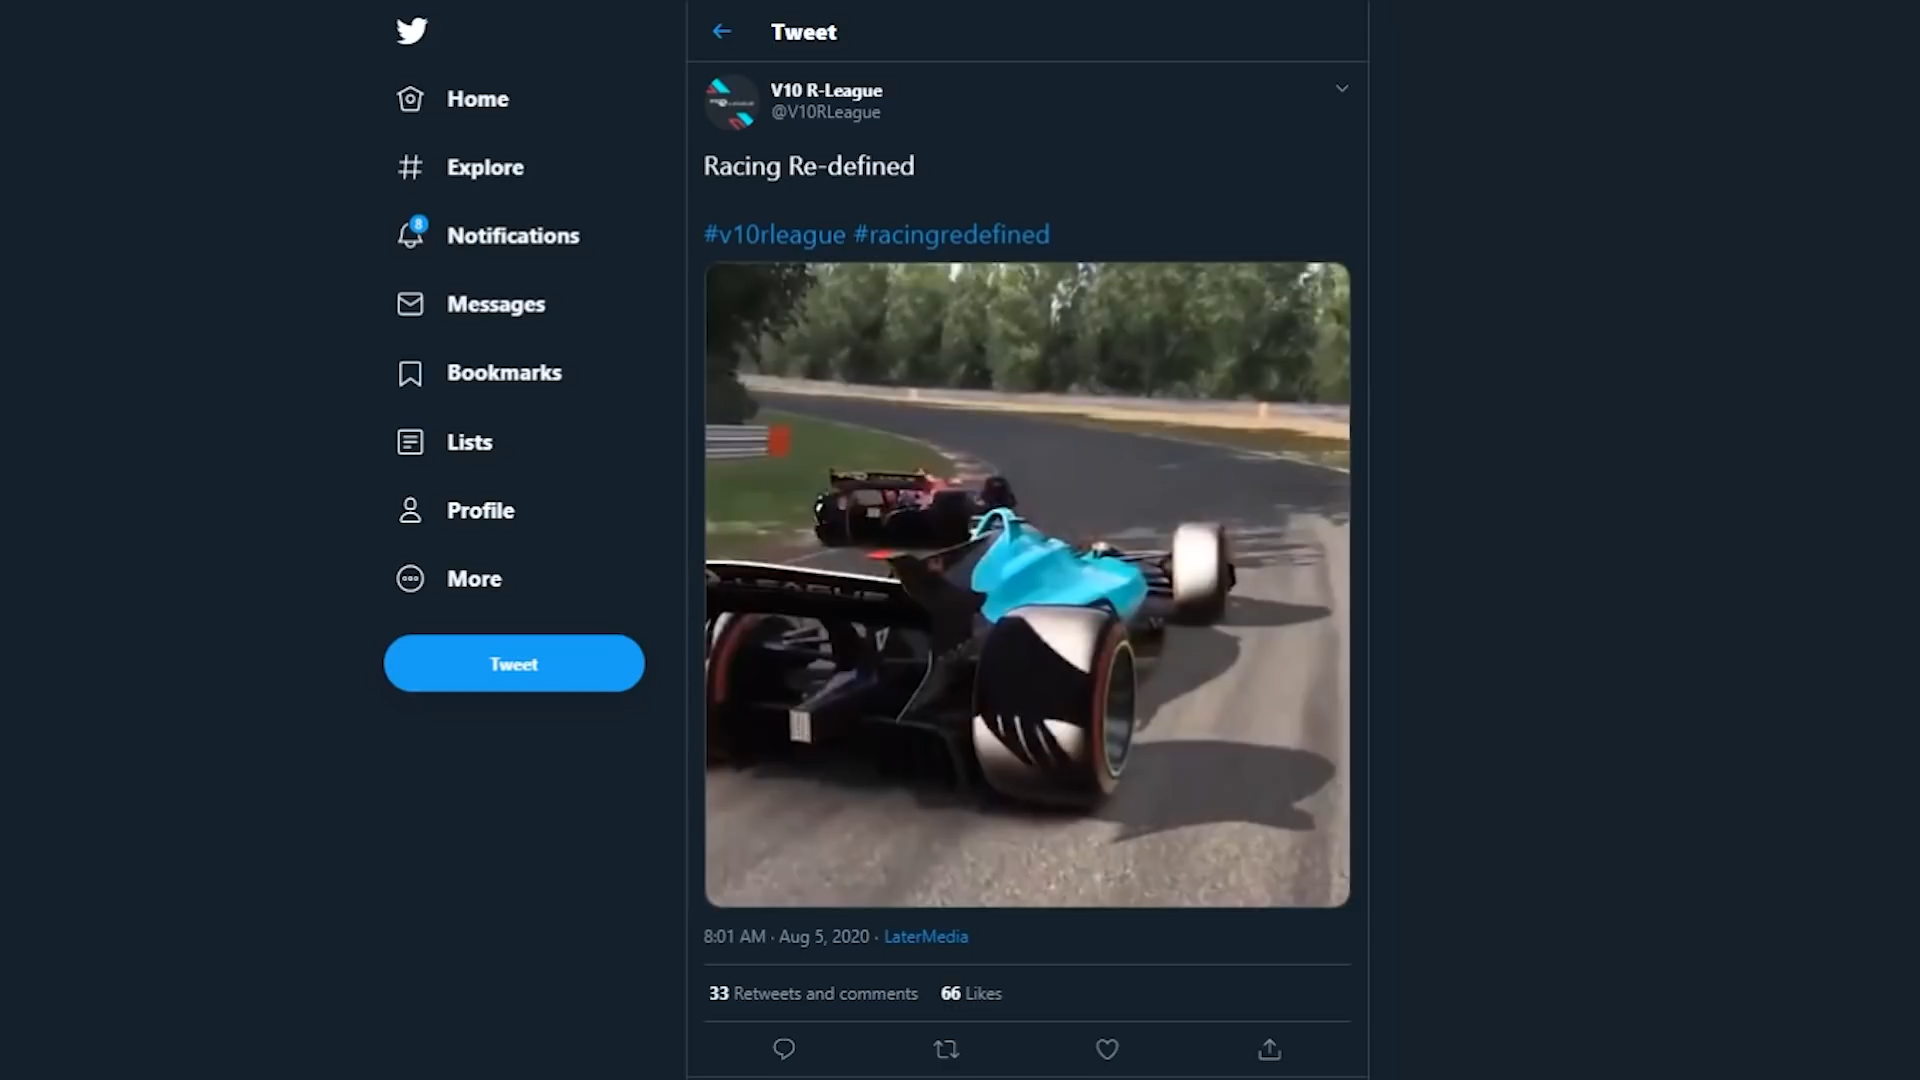 Tweet
V10 R-League
@V10RLeague
Home
Explore
8
Notifications
Messages
Bookmarks
Lists
Profile
More
Tweet
Racing Re-defined
#v10rleague #racingredefined
8:01 AM · Aug 5, 2020 · LaterMedia
33 Retweets and comments 66 Likes